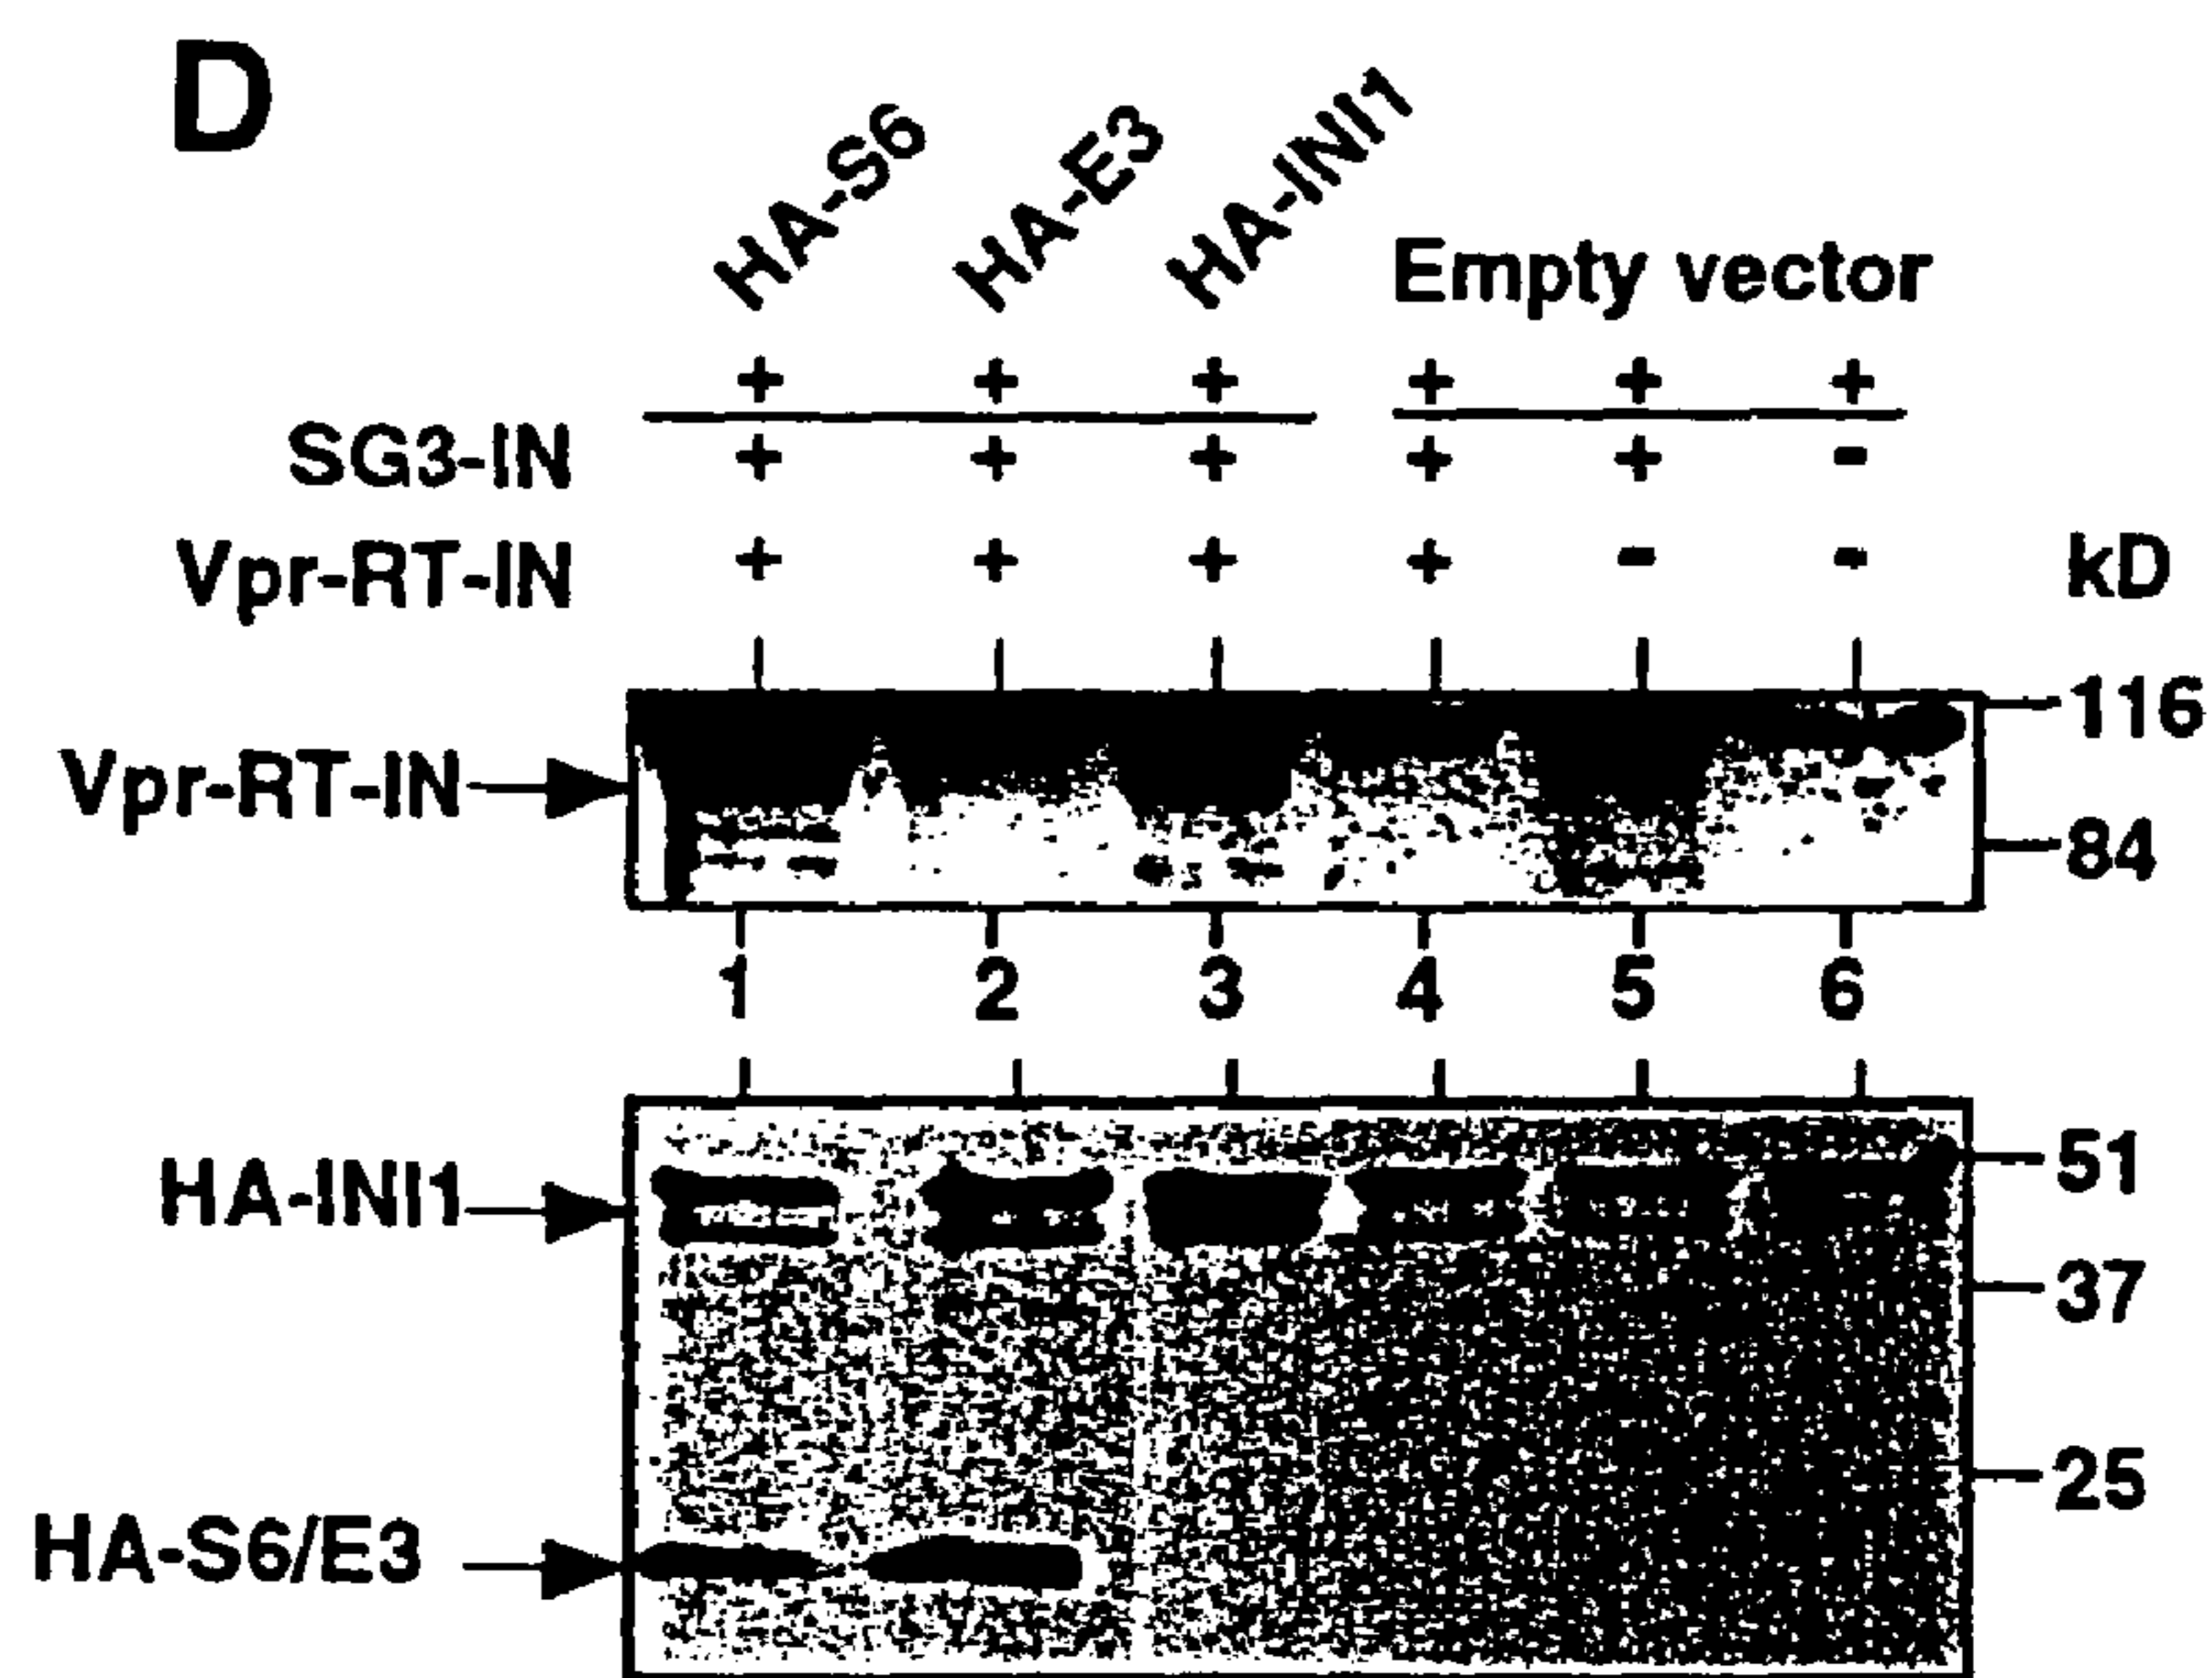 D
HA-S6 HA-E3 HA-INI1 Empty vector
+ + + + + +
SG3-IN + + + + + -
Vpr-RT-IN + + + + - - kD
116
Vpr-RT-IN
84
1 2 3 4 5 6
51
HA-INI1
37
25
HA-S6/E3